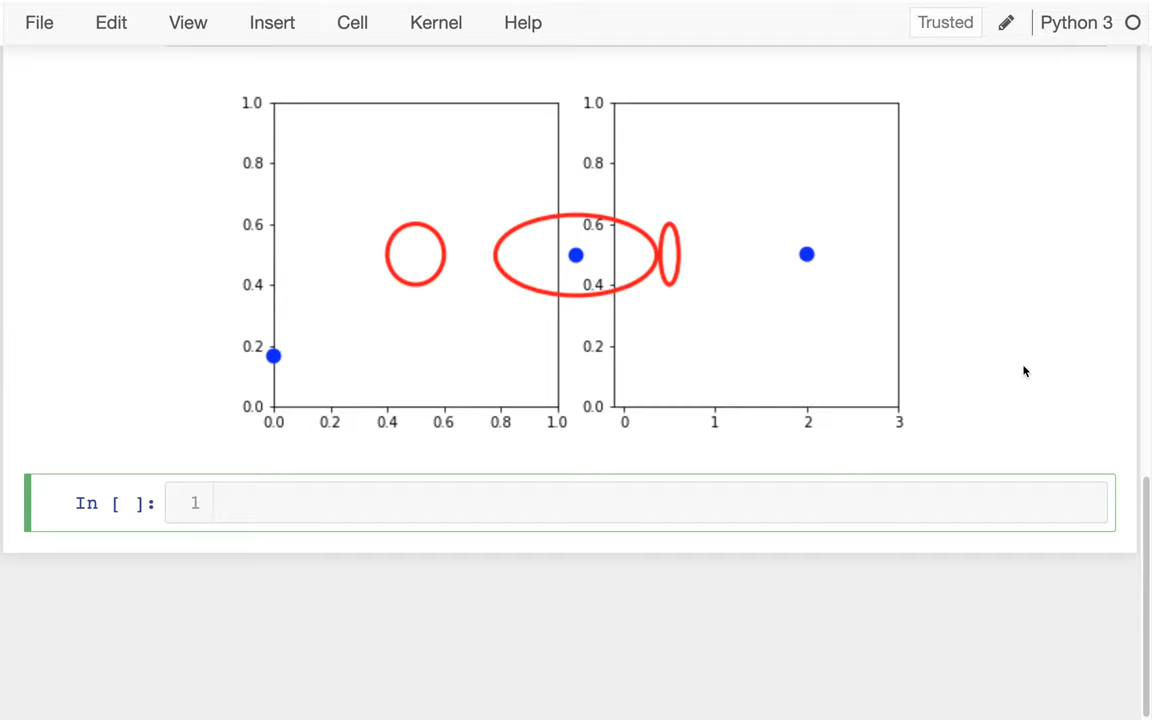 File Edit View Insert Cell Kernel Help Trusted Python 3
1.0 1.0
0.8 0.8
0.6 0.6
0.4 0.4
0.2 0.2
0.0 0.0
0.0 0.2 0.4 0.6 0.8 1.0 0 1 2 3
In [ ]: 1